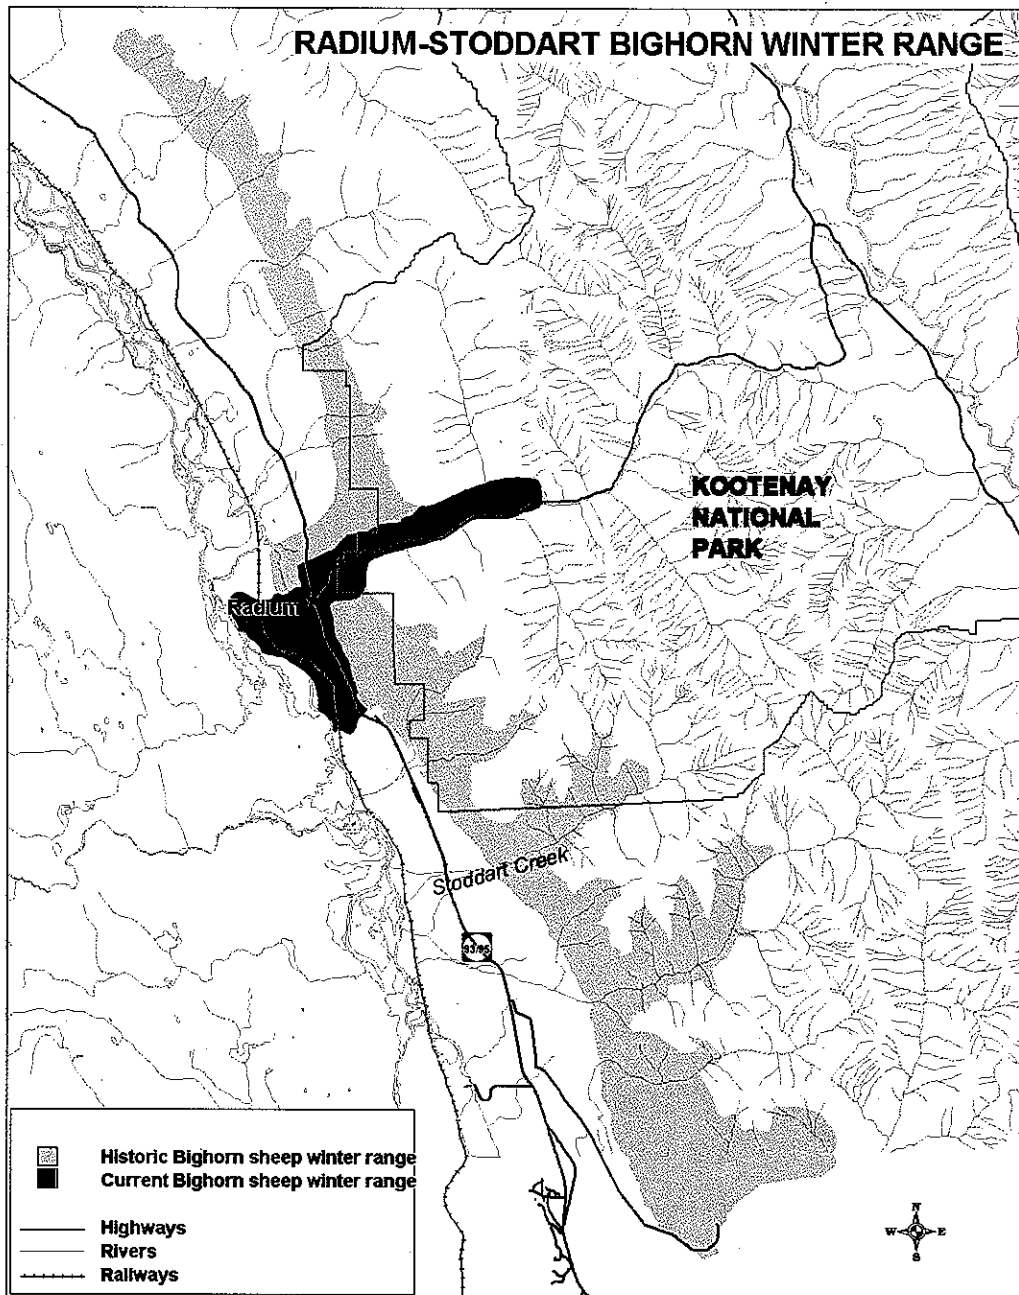 RADIUM-STODDART BIGHORN WINTER RANGE
KOOTENAY
NATIONAL
PARK
Radium
Stoddart Creek
93/95
Historic Bighorn sheep winter range
Current Bighorn sheep winter range
Highways
Rivers
Railways
N
W
E
S